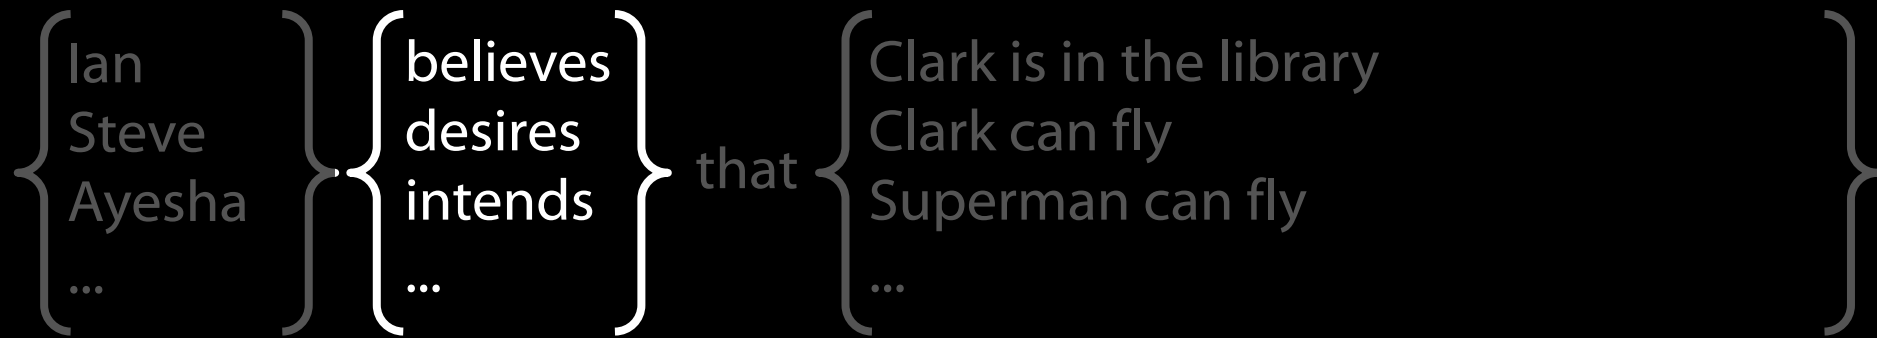 Ian
Steve
Ayesha
...
believes
desires
intends
...
that
Clark is in the library
Clark can fly
Superman can fly
...